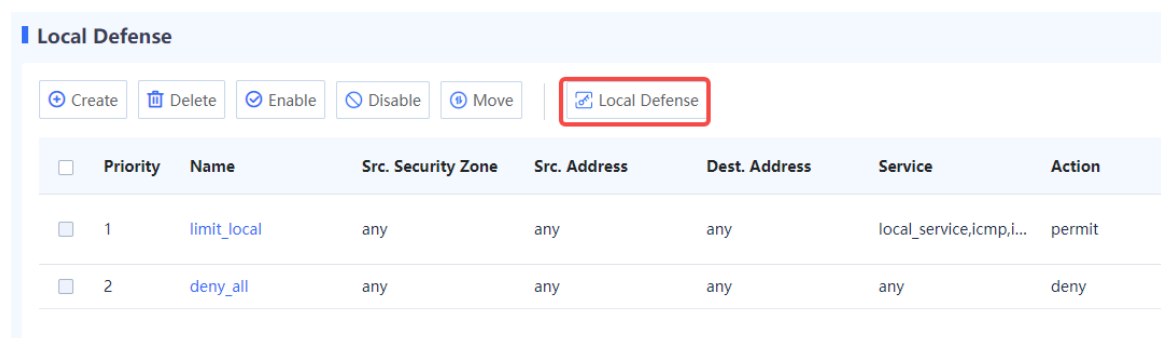 Local Defense
Create Delete Enable Disable Move Local Defense
Priority Name Src. Security Zone Src. Address Dest. Address Service Action
1 limit_local any any any local_service,icmp,i... permit
2 deny_all any any any any deny